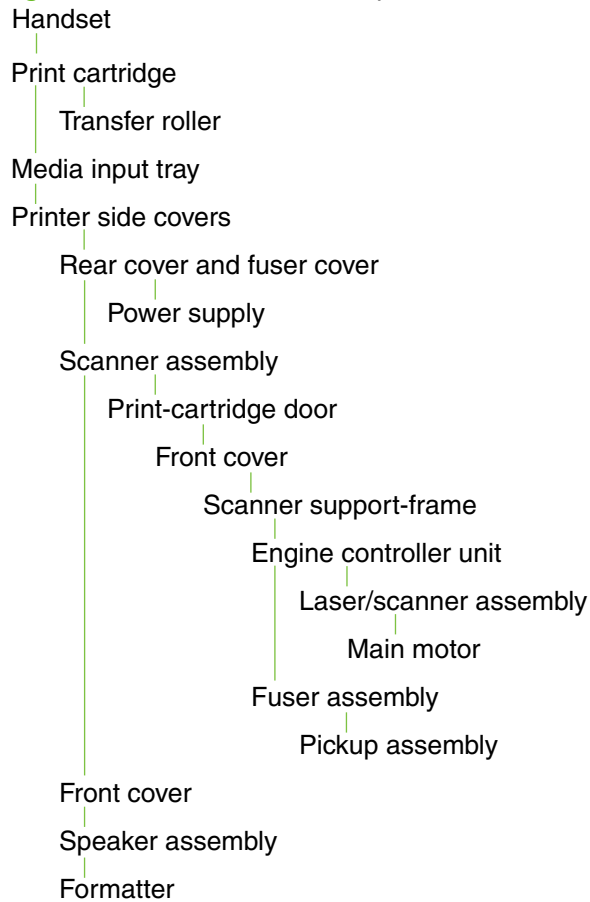 Handset
Print cartridge
Transfer roller
Media input tray
Printer side covers
Rear cover and fuser cover
Power supply
Scanner assembly
Print-cartridge door
Front cover
Scanner support-frame
Engine controller unit
Laser/scanner assembly
Main motor
Fuser assembly
Pickup assembly
Front cover
Speaker assembly
Formatter